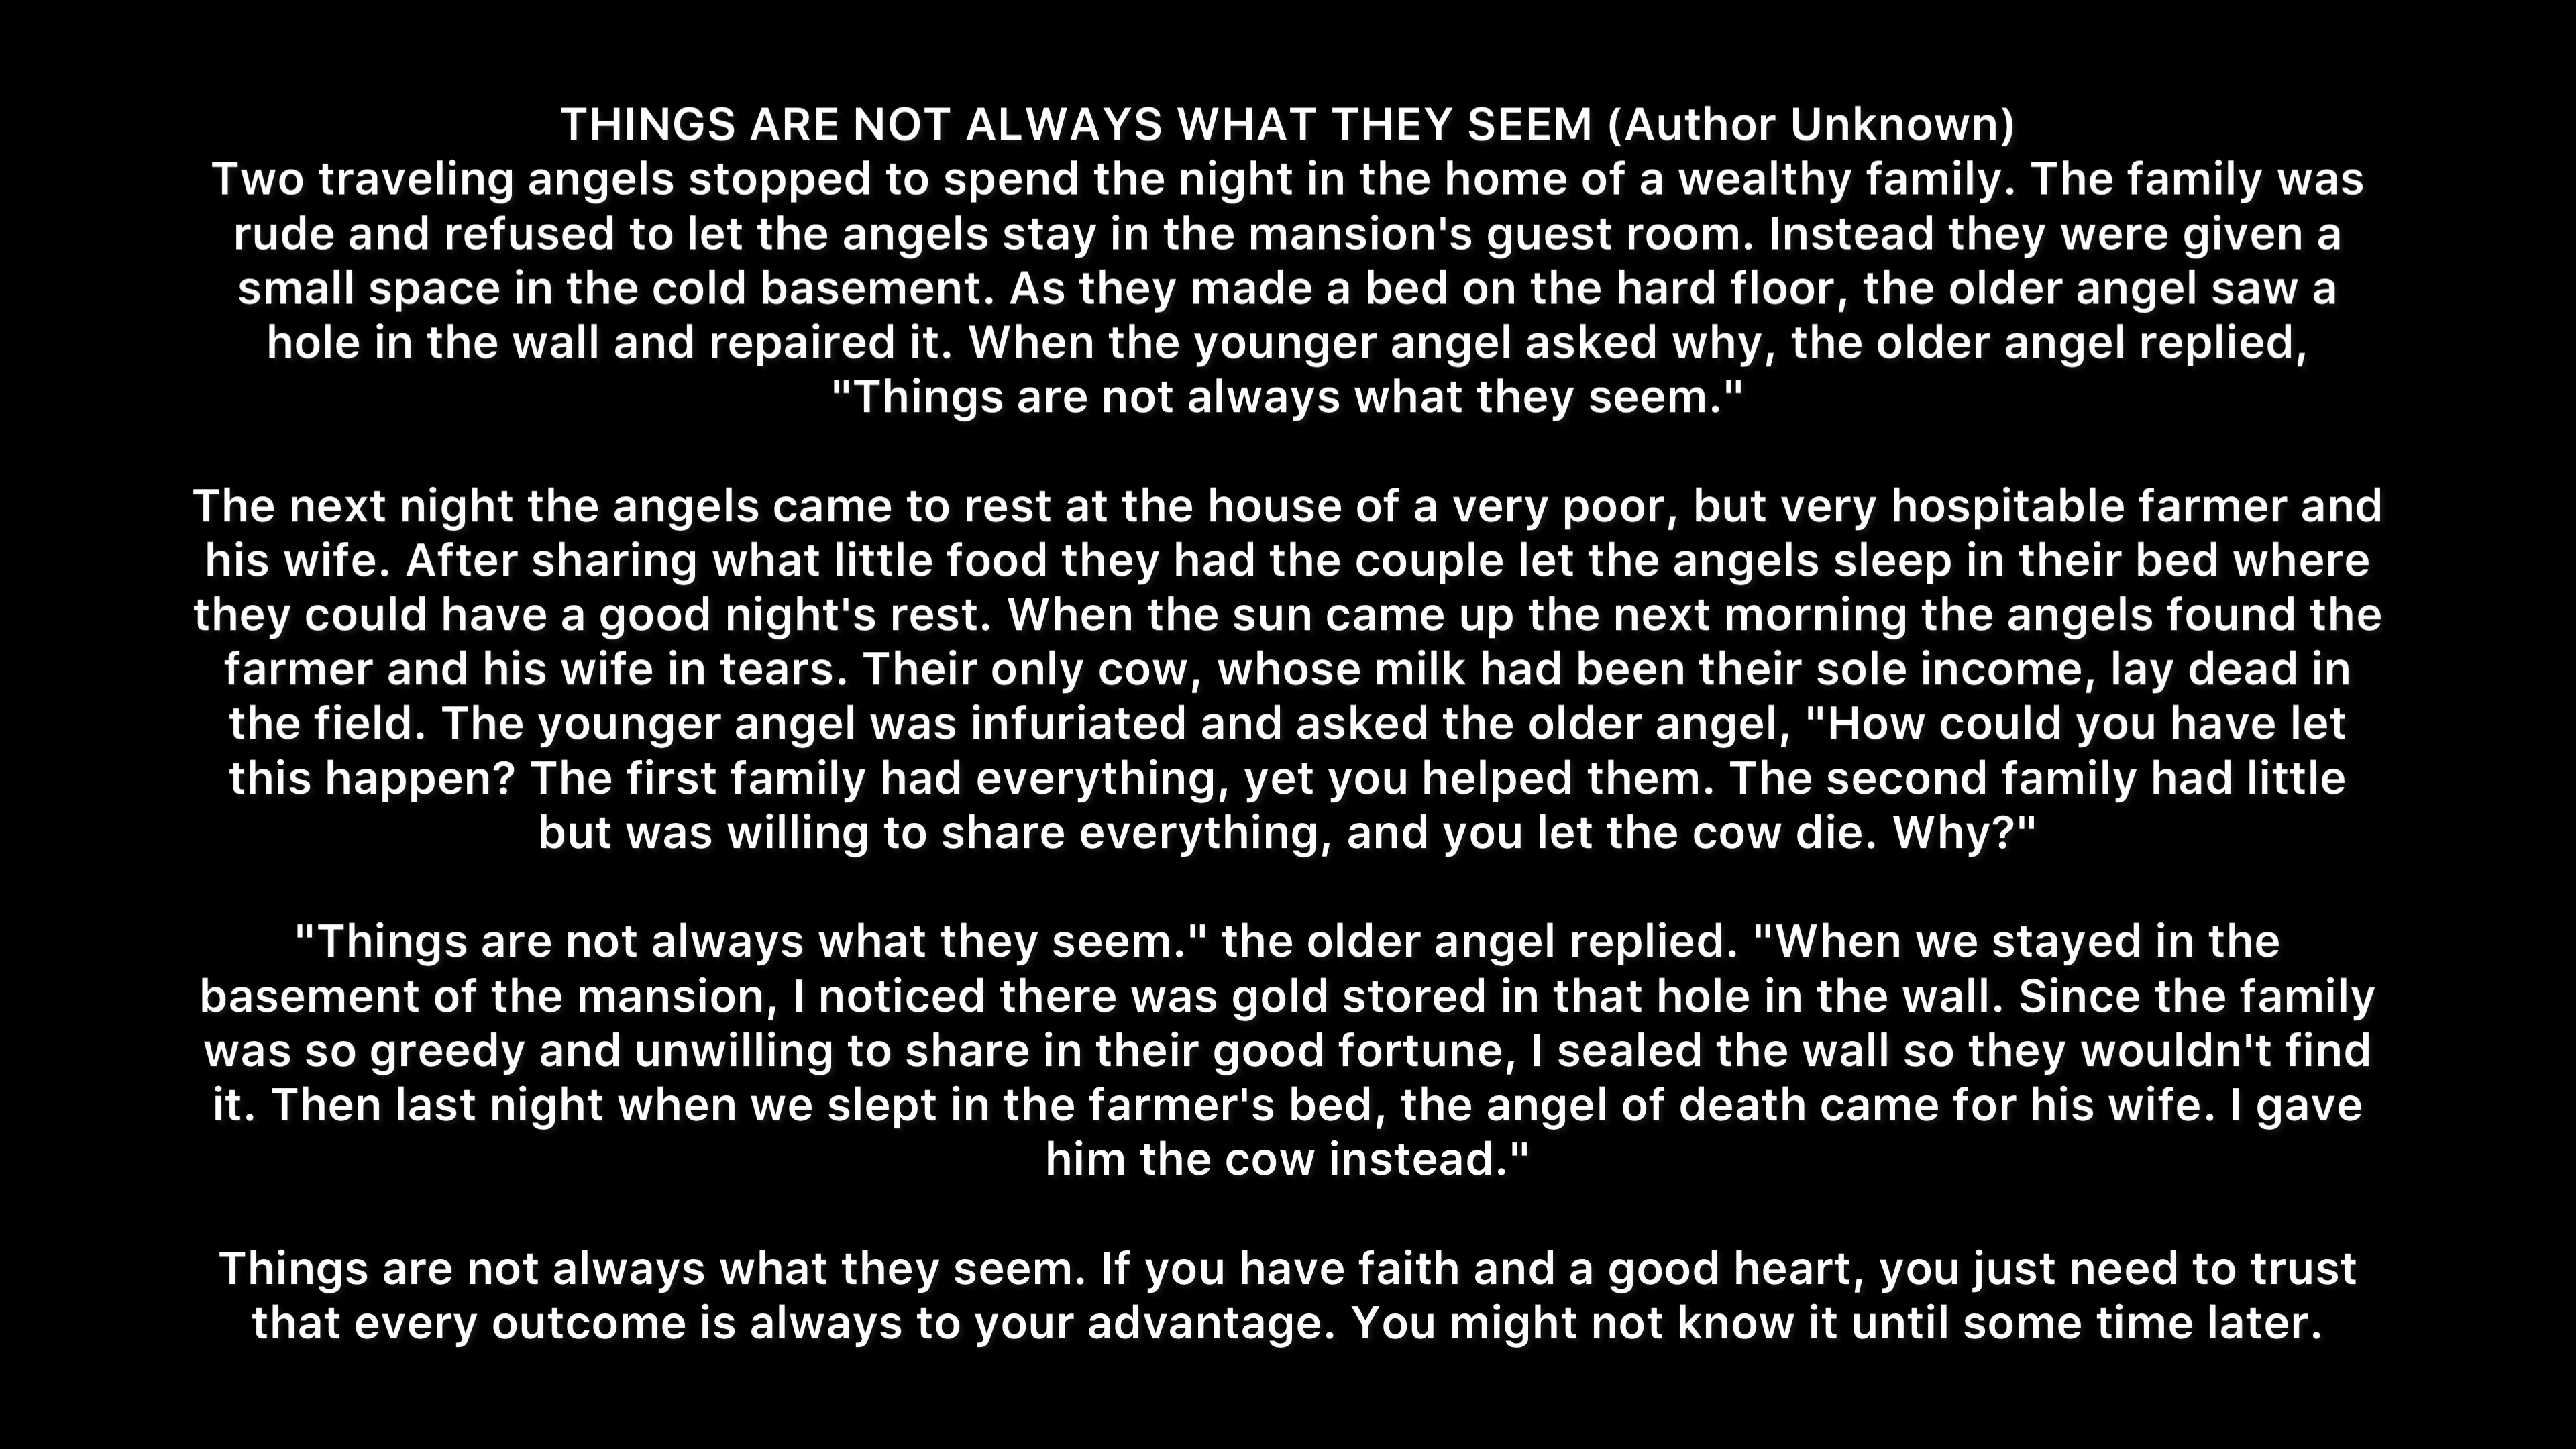 THINGS ARE NOT ALWAYS WHAT THEY SEEM (Author Unknown)
Two traveling angels stopped to spend the night in the home of a wealthy family. The family was
rude and refused to let the angels stay in the mansion's guest room. Instead they were given a
small space in the cold basement. As they made a bed on the hard floor, the older angel saw a
hole in the wall and repaired it. When the younger angel asked why, the older angel replied,
"Things are not always what they seem."
The next night the angels came to rest at the house of a very poor, but very hospitable farmer and
his wife. After sharing what little food they had the couple let the angels sleep in their bed where
they could have a good night's rest. When the sun came up the next morning the angels found the
farmer and his wife in tears. Their only cow, whose milk had been their sole income, lay dead in
the field. The younger angel was infuriated and asked the older angel, "How could you have let
this happen? The first family had everything, yet you helped them. The second family had little
but was willing to share everything, and you let the cow die. Why?"
"Things are not always what they seem." the older angel replied. "When we stayed in the
basement of the mansion, I noticed there was gold stored in that hole in the wall. Since the family
was so greedy and unwilling to share in their good fortune, I sealed the wall so they wouldn't find
it. Then last night when we slept in the farmer's bed, the angel of death came for his wife. I gave
him the cow instead."
Things are not always what they seem. If you have faith and a good heart, you just need to trust
that every outcome is always to your advantage. You might not know it until some time later.